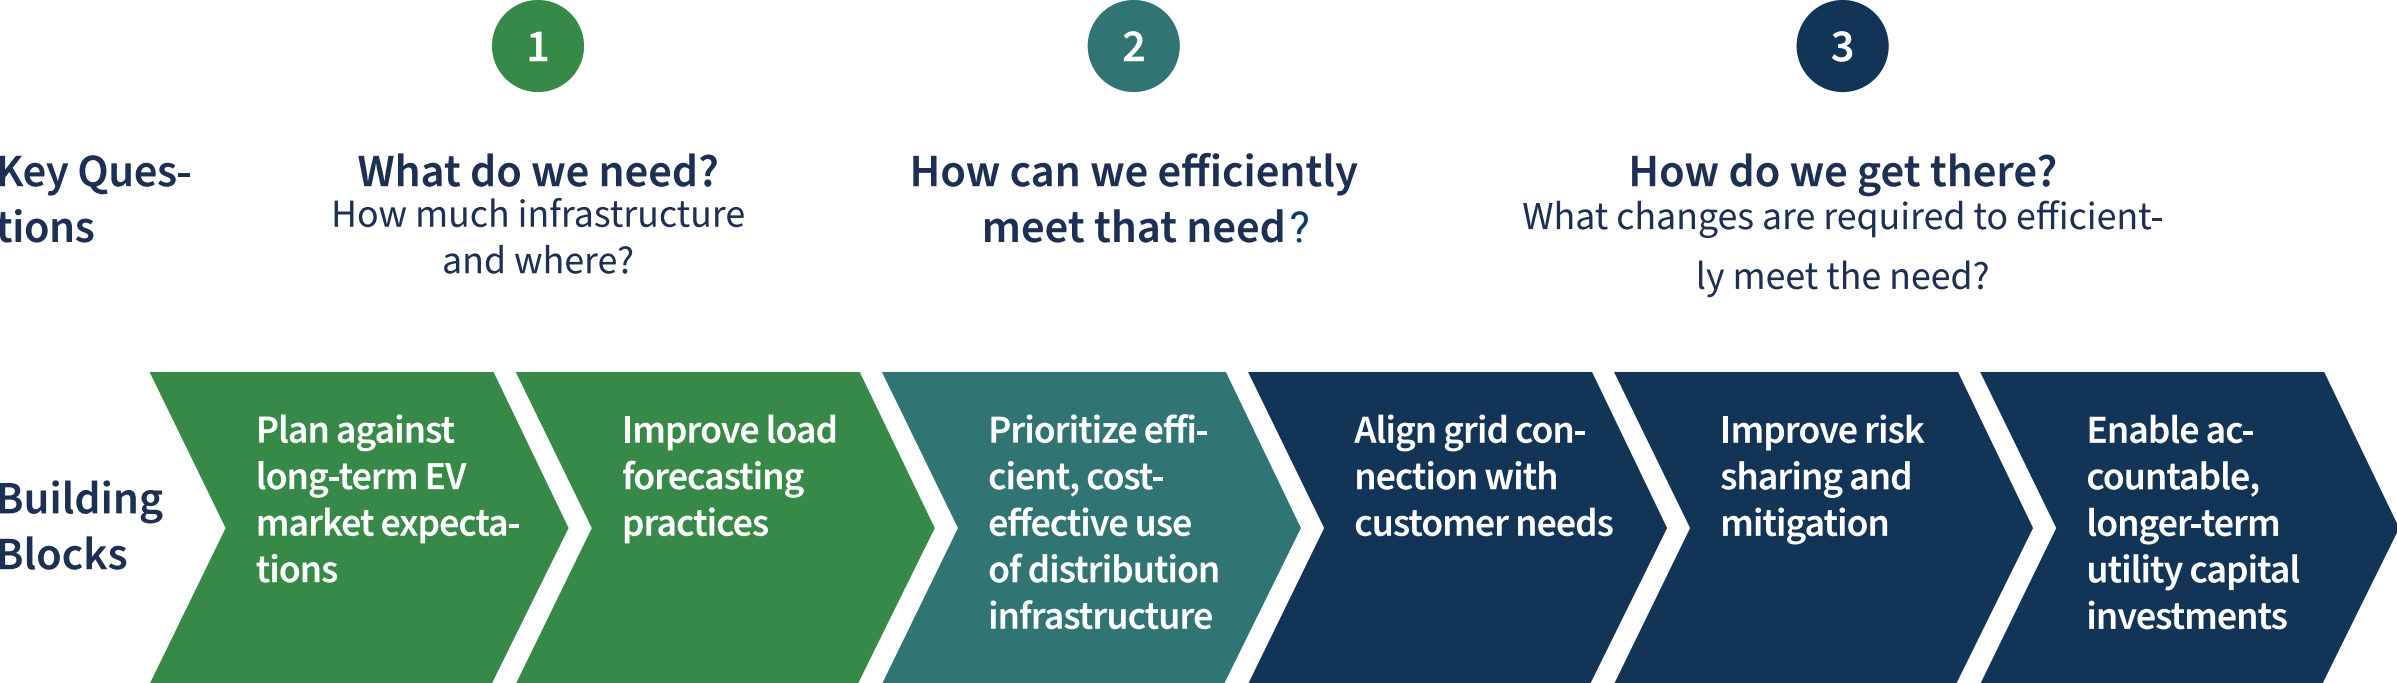 1
2
3
Key Ques-
tions
What do we need?
How much infrastructure
and where?
How can we efficiently
meet that need?
How do we get there?
What changes are required to efficient-
ly meet the need?
Building
Blocks
Plan against
long-term EV
market expecta-
tions
Improve load
forecasting
practices
Prioritize effi-
cient, cost-
effective use
of distribution
infrastructure
Align grid con-
nection with
customer needs
Improve risk
sharing and
mitigation
Enable ac-
countable,
longer-term
utility capital
investments